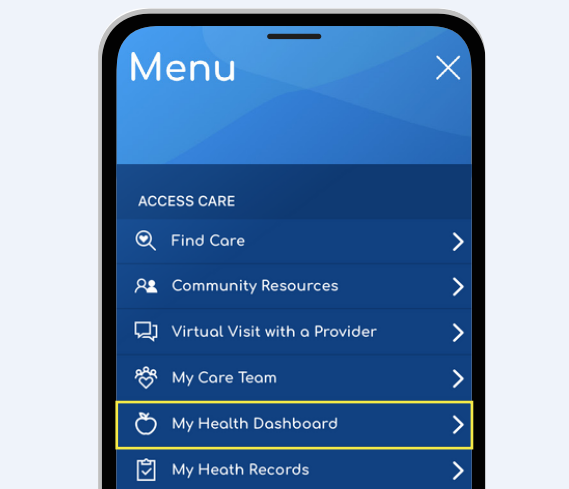 Menu
ACCESS CARE
Find Care
Community Resources
Virtual Visit with a Provider
My Care Team
My Health Dashboard
My Heath Records